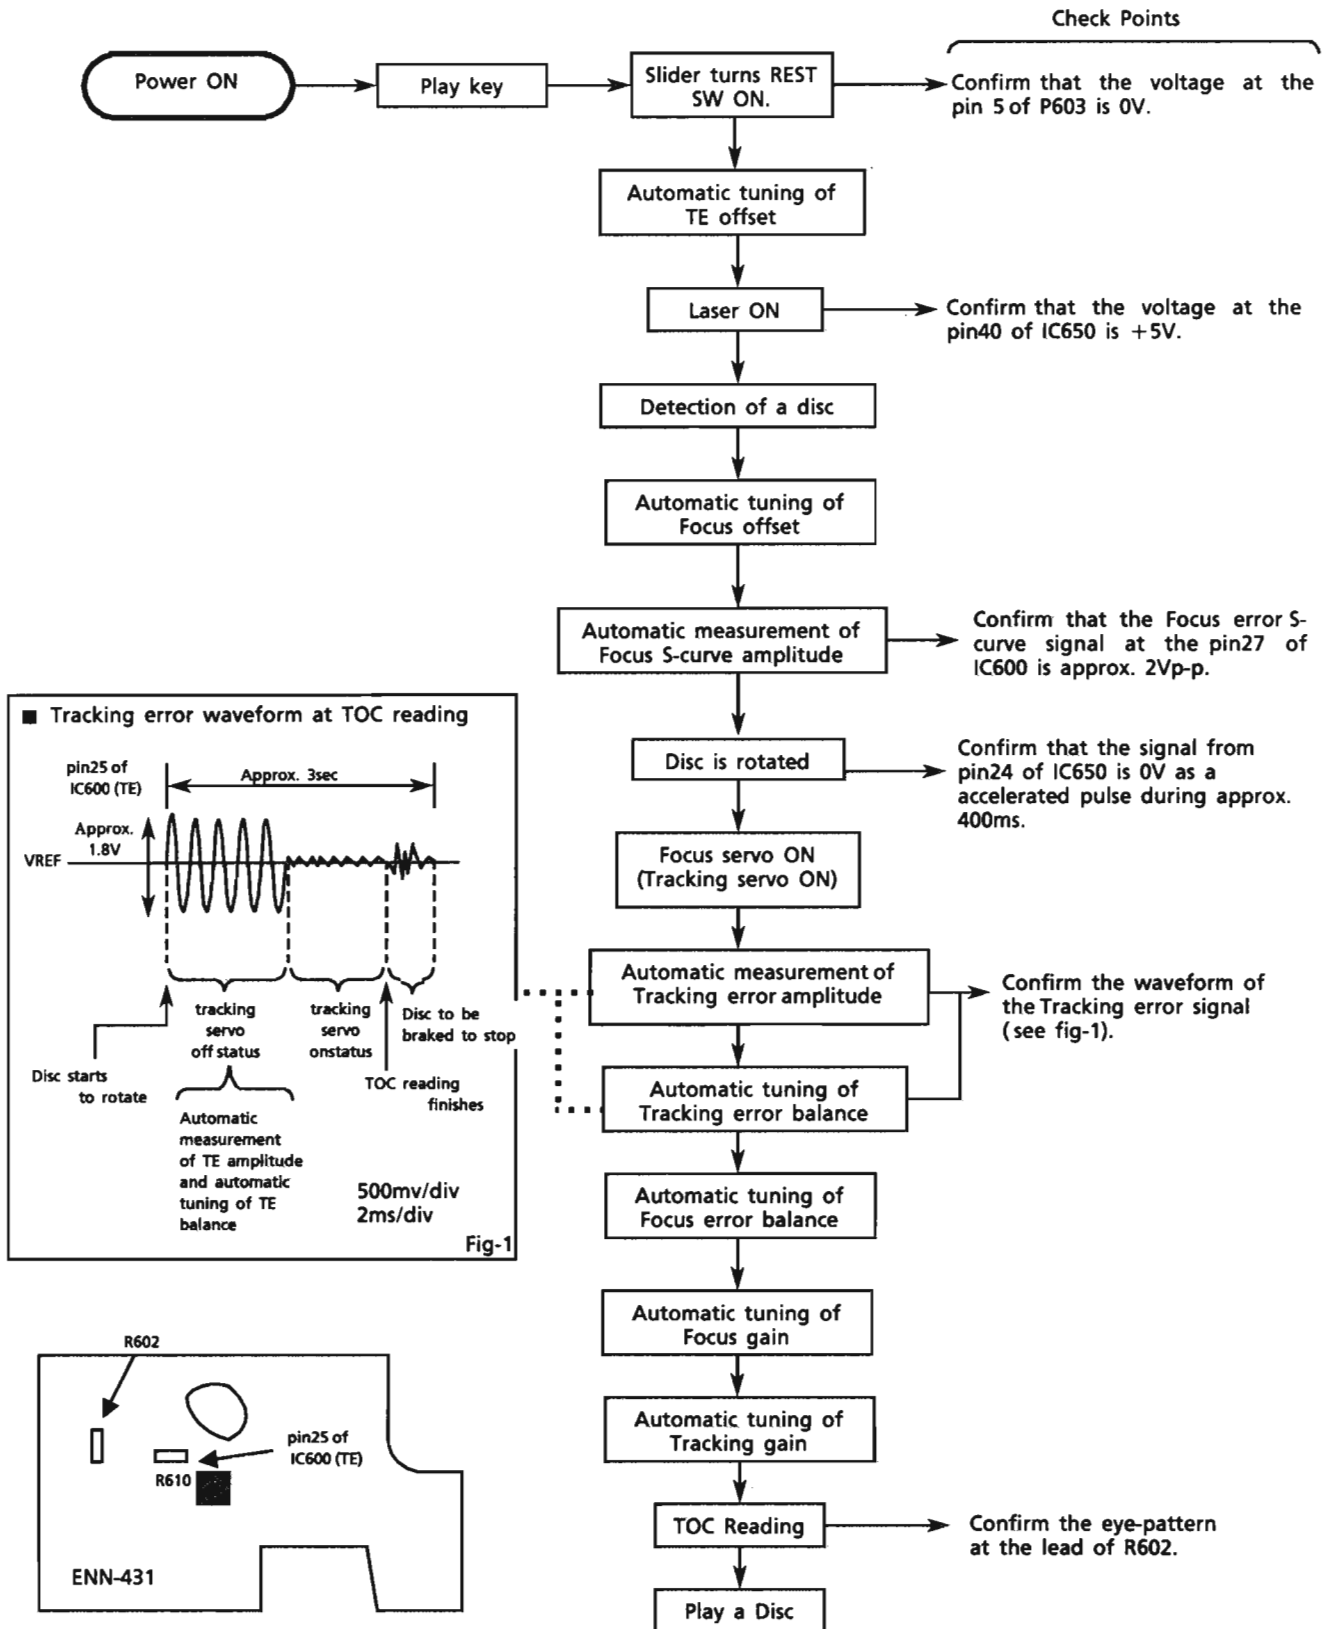 Check Points
Power ON
Play key
Slider turns REST
SW ON.
Confirm that the voltage at the
pin 5 of P603 is 0V.
Automatic tuning of
TE offset
Laser ON
Confirm that the voltage at the
pin40 of IC650 is +5V.
Detection of a disc
Automatic tuning of
Focus offset
Automatic measurement of
Focus S-curve amplitude
Confirm that the Focus error S-
curve signal at the pin27 of
IC600 is approx. 2Vp-p.
Disc is rotated
Confirm that the signal from
pin24 of IC650 is 0V as a
accelerated pulse during approx.
400ms.
Focus servo ON
(Tracking servo ON)
Automatic measurement of
Tracking error amplitude
Confirm the waveform of
the Tracking error signal
(see fig-1).
Automatic tuning of
Tracking error balance
Automatic tuning of
Focus error balance
Automatic tuning of
Focus gain
Automatic tuning of
Tracking gain
TOC Reading
Confirm the eye-pattern
at the lead of R602.
Play a Disc
■ Tracking error waveform at TOC reading
pin25 of
IC600 (TE)
Approx. 3sec
Approx.
1.8V
VREF
tracking
servo
off status
tracking
servo
onstatus
Disc to be
braked to stop
Disc starts
to rotate
TOC reading
finishes
Automatic
measurement
of TE amplitude
and automatic
tuning of TE
balance
500mv/div
2ms/div
Fig-1
R602
pin25 of
IC600 (TE)
R610
ENN-431